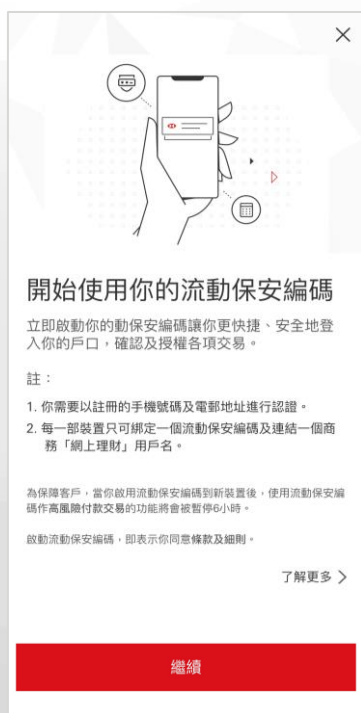 開始使用你的流動保安編碼
立即啟動你的動保安編碼讓你更快捷、安全地登
入你的戶口，確認及授權各項交易。
註：
1. 你需要以註冊的手機號碼及電郵地址進行認證。
2. 每一部裝置只可綁定一個流動保安編碼及連結一個商
務「網上理財」用戶名。
為保障客戶，當你啟用流動保安編碼到新裝置後，使用流動保安編
碼作高風險付款交易的功能將會被暫停6小時。
啟動流動保安編碼，即表示你同意條款及細則。
了解更多
繼續